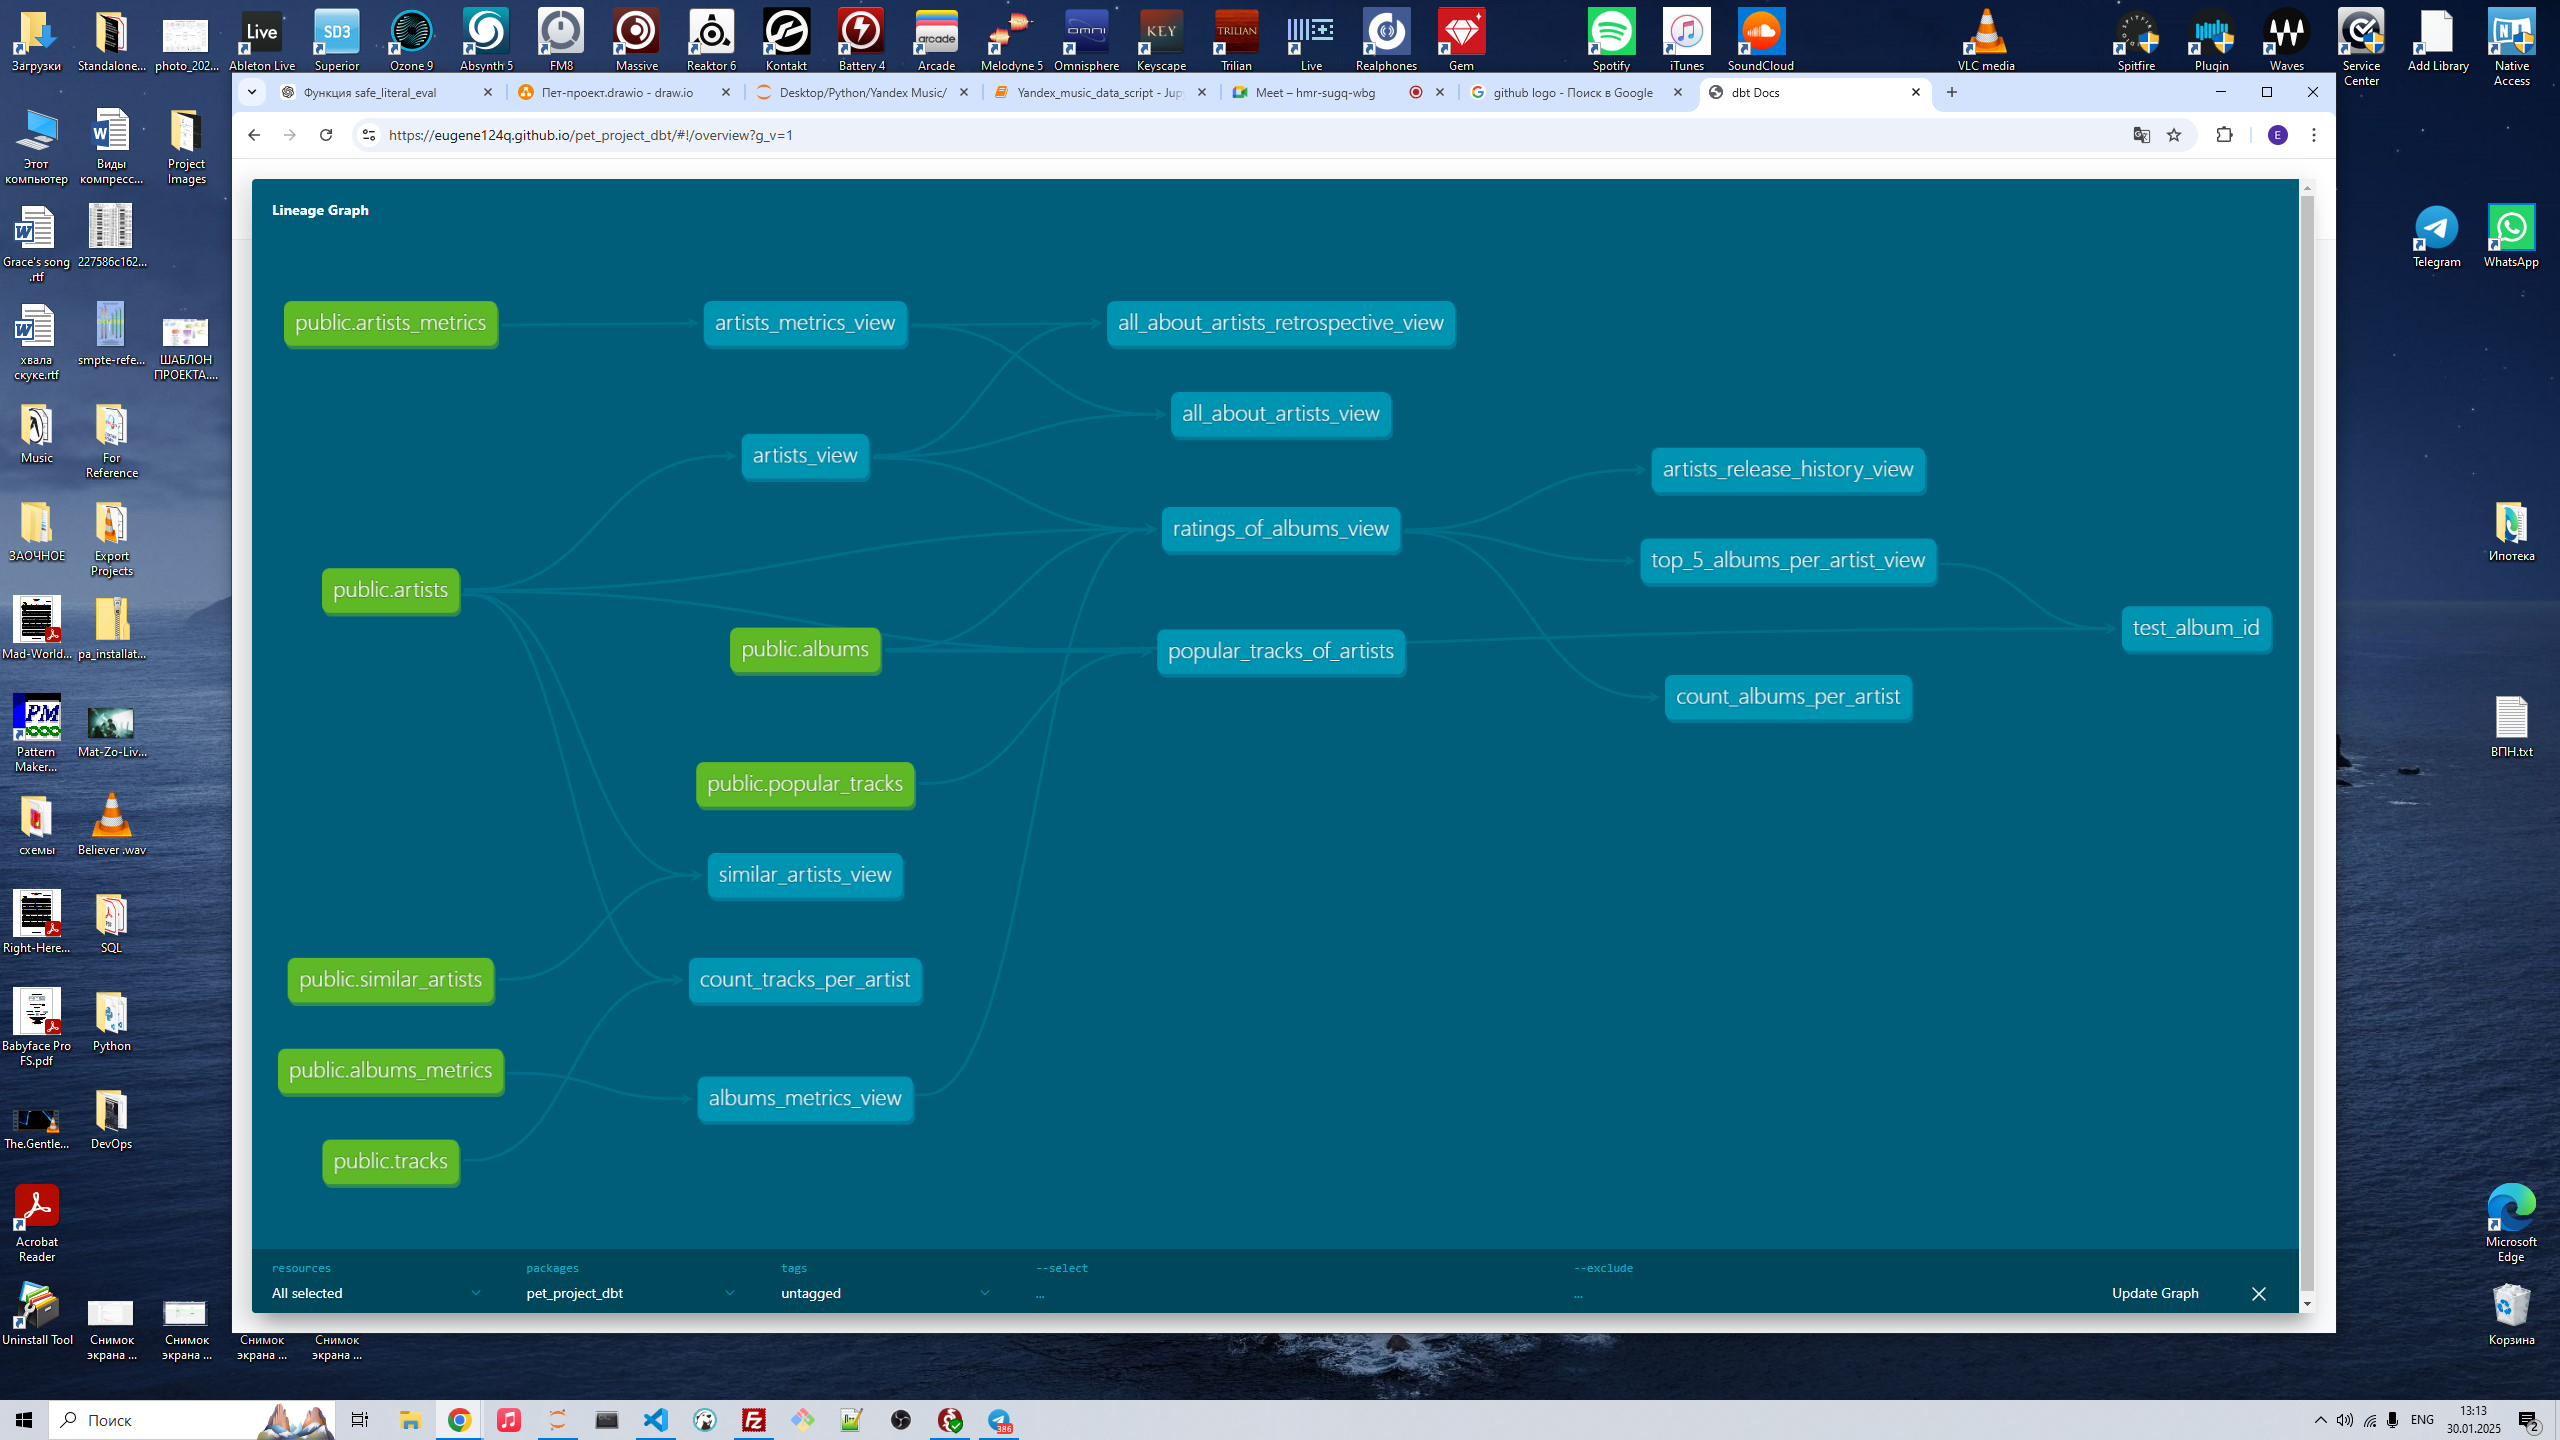 Загрузки
Standalone...
photo_202...
Ableton Live
Superior
Ozone 9
Absynth 5
FM8
Massive
Reaktor 6
Kontakt
Battery 4
Arcade
Melodyne 5
Omnisphere
Keyscape
Trilian
Live
Realphones
Gem
Spotify
iTunes
SoundCloud
VLC media
Spitfire
Plugin
Waves
Service
Center
Add Library
Native
Access
Функция safe_literal_eval
Пет-проект.drawio - draw.io
Desktop/Python/Yandex Music/
Yandex_music_data_script - Jup
Meet – hmr-sugq-wbg
github logo - Поиск в Google
dbt Docs
https://eugene124q.github.io/pet_project_dbt/#!/overview?g_v=1
E
Lineage Graph
public.artists_metrics
artists_metrics_view
all_about_artists_retrospective_view
all_about_artists_view
artists_view
artists_release_history_view
ratings_of_albums_view
top_5_albums_per_artist_view
public.artists
test_album_id
public.albums
popular_tracks_of_artists
count_albums_per_artist
public.popular_tracks
similar_artists_view
public.similar_artists
count_tracks_per_artist
public.albums_metrics
albums_metrics_view
public.tracks
resources
packages
tags
--select
--exclude
All selected
pet_project_dbt
untagged
...
...
Update Graph
Этот
компьютер
Виды
компресс...
Project
Images
Grace's song
.rtf
227586c162...
хвала
скуке.rtf
smpte-refe...
ШАБЛОН
ПРОЕКТА....
Music
For
Reference
ЗАОЧНОЕ
Export
Projects
Mad-World...
pa_installat...
Pattern
Maker...
Mat-Zo-Liv...
схемы
Believer .wav
Right-Here...
SQL
Babyface Pro
FS.pdf
Python
The.Gentle...
DevOps
Acrobat
Reader
Uninstall Tool
Снимок
экрана ...
Снимок
экрана ...
Снимок
экрана ...
Снимок
экрана ...
Telegram
WhatsApp
Ипотека
ВПН.txt
Microsoft
Edge
Корзина
Live
SD3
arcade
OMNI
KEY
TRILIAN
PM
Поиск
386
ENG
13:13
30.01.2025
2